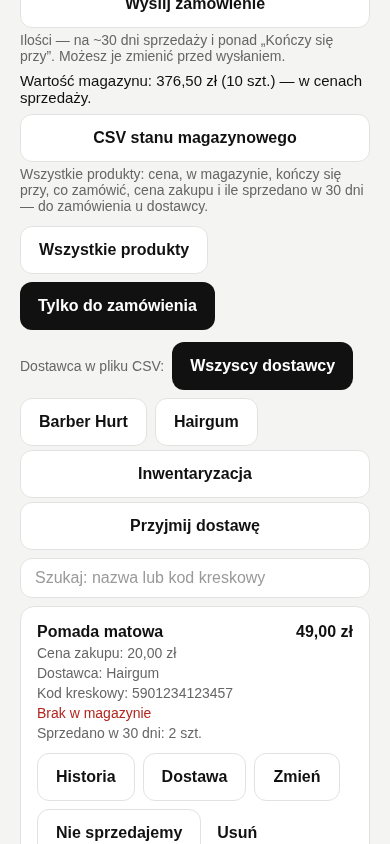 Wyślij zamówienie
Ilości — na ~30 dni sprzedaży i ponad „Kończy się
przy”. Możesz je zmienić przed wysłaniem.
Wartość magazynu: 376,50 zł (10 szt.) — w cenach
sprzedaży.
CSV stanu magazynowego
Wszystkie produkty: cena, w magazynie, kończy się
przy, co zamówić, cena zakupu i ile sprzedano w 30 dni
— do zamówienia u dostawcy.
Wszystkie produkty
Tylko do zamówienia
Dostawca w pliku CSV: Wszyscy dostawcy
Barber Hurt Hairgum
Inwentaryzacja
Przyjmij dostawę
Szukaj: nazwa lub kod kreskowy
Pomada matowa 49,00 zł
Cena zakupu: 20,00 zł
Dostawca: Hairgum
Kod kreskowy: 5901234123457
Brak w magazynie
Sprzedano w 30 dni: 2 szt.
Historia Dostawa Zmień
Nie sprzedajemy Usuń